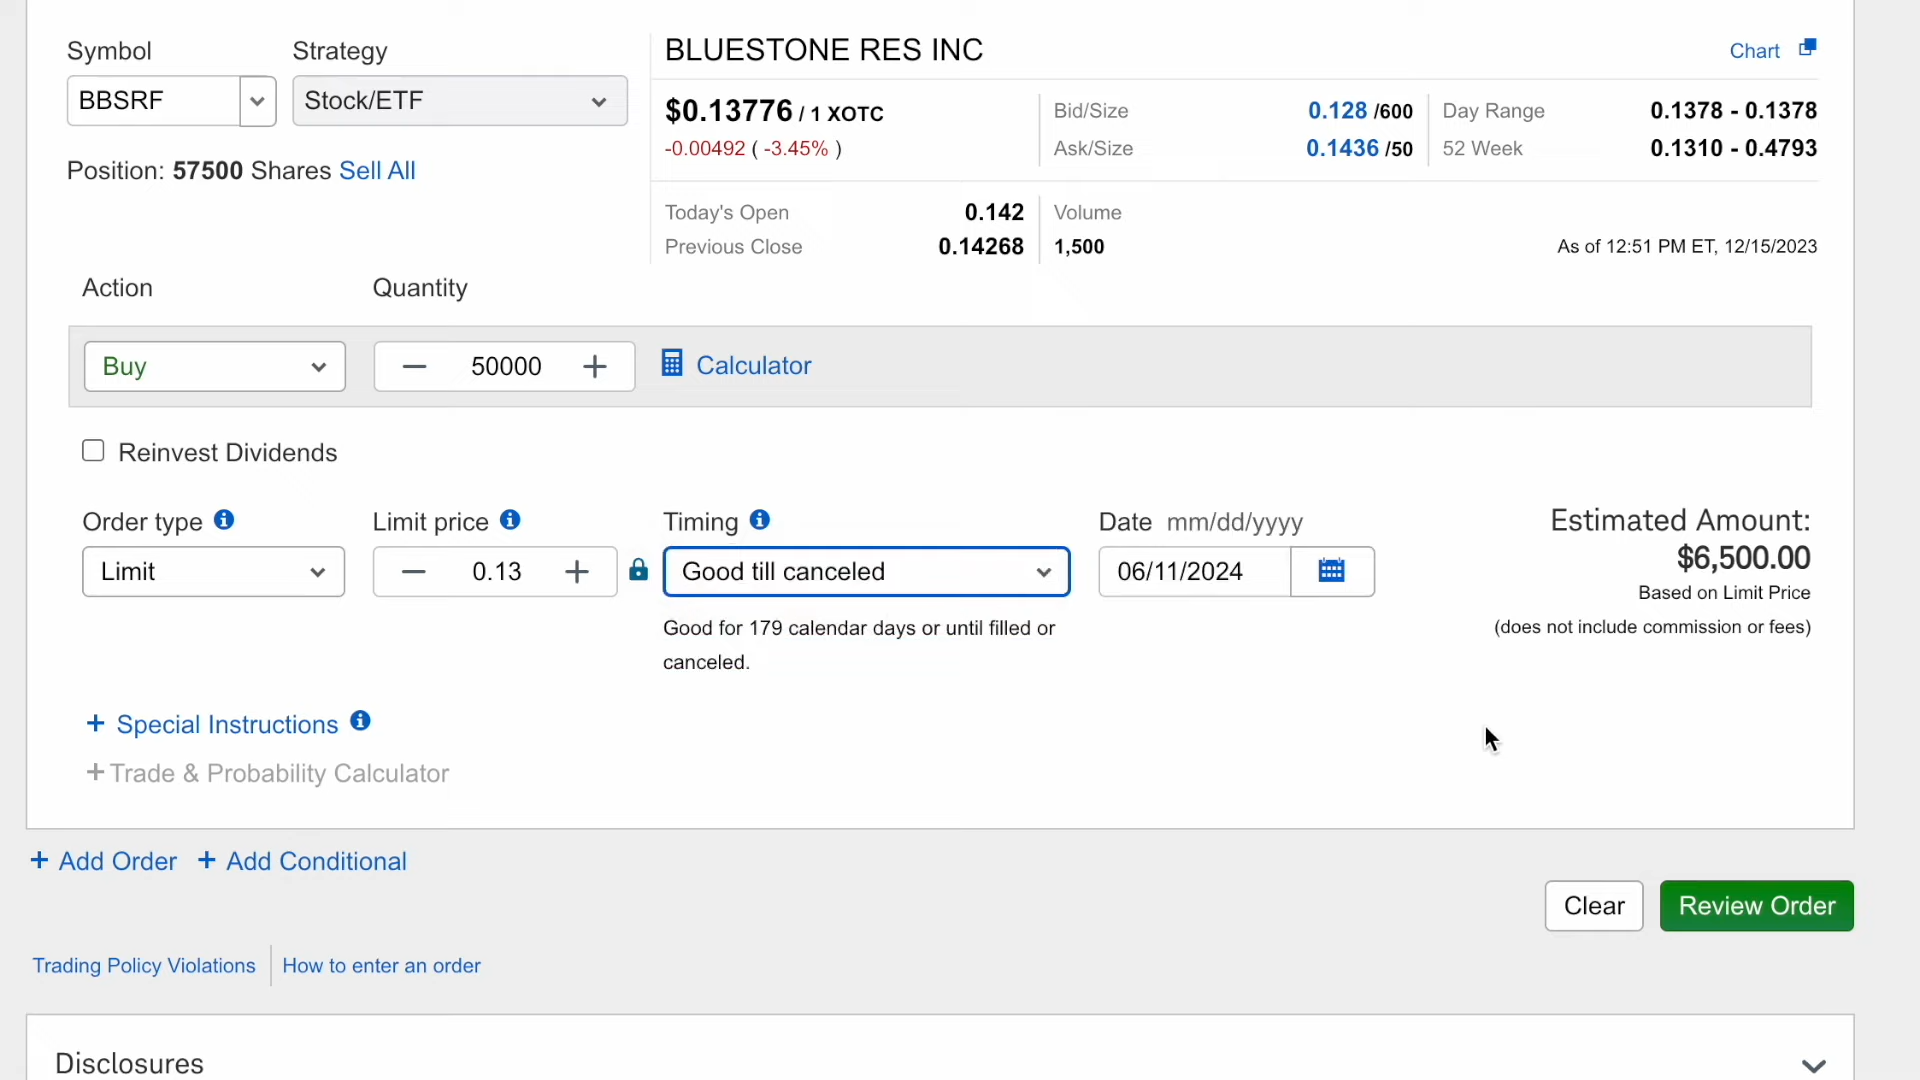 Symbol
Strategy
BLUESTONE RES INC
Chart
BBSRF
Stock/ETF
$0.13776 / 1 XOTC
Bid/Size
0.128 /600
Day Range
0.1378 - 0.1378
-0.00492 ( -3.45% )
Ask/Size
0.1436 /50
52 Week
0.1310 - 0.4793
Position: 57500 Shares Sell All
Today's Open
0.142
Volume
Previous Close
0.14268
1,500
As of 12:51 PM ET, 12/15/2023
Action
Quantity
Buy
50000
Calculator
Reinvest Dividends
Order type
Limit price
Timing
Date mm/dd/yyyy
Estimated Amount:
Limit
0.13
Good till canceled
06/11/2024
$6,500.00
Based on Limit Price
Good for 179 calendar days or until filled or
canceled.
(does not include commission or fees)
+ Special Instructions
+ Trade & Probability Calculator
+ Add Order
+ Add Conditional
Clear
Review Order
Trading Policy Violations
How to enter an order
Disclosures